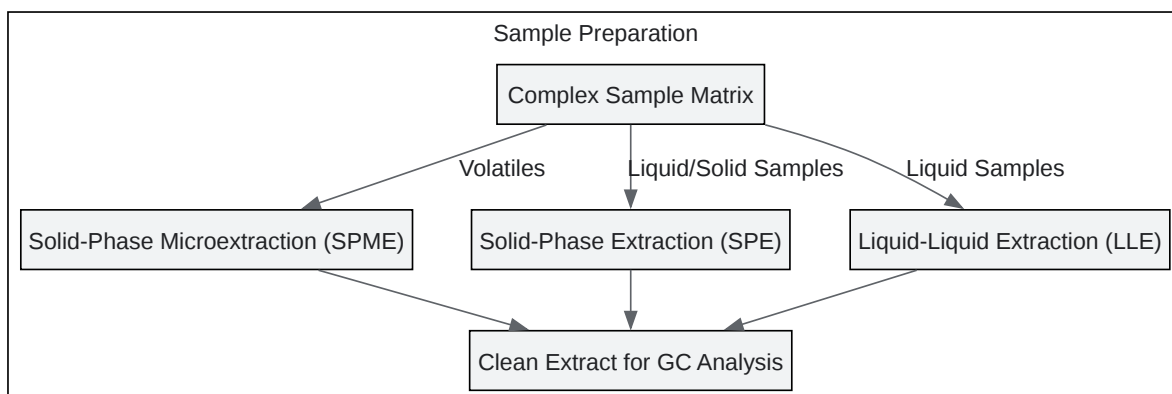 Sample Preparation
Complex Sample Matrix
Volatiles
Liquid/Solid Samples
Liquid Samples
Solid-Phase Microextraction (SPME)
Solid-Phase Extraction (SPE)
Liquid-Liquid Extraction (LLE)
Clean Extract for GC Analysis